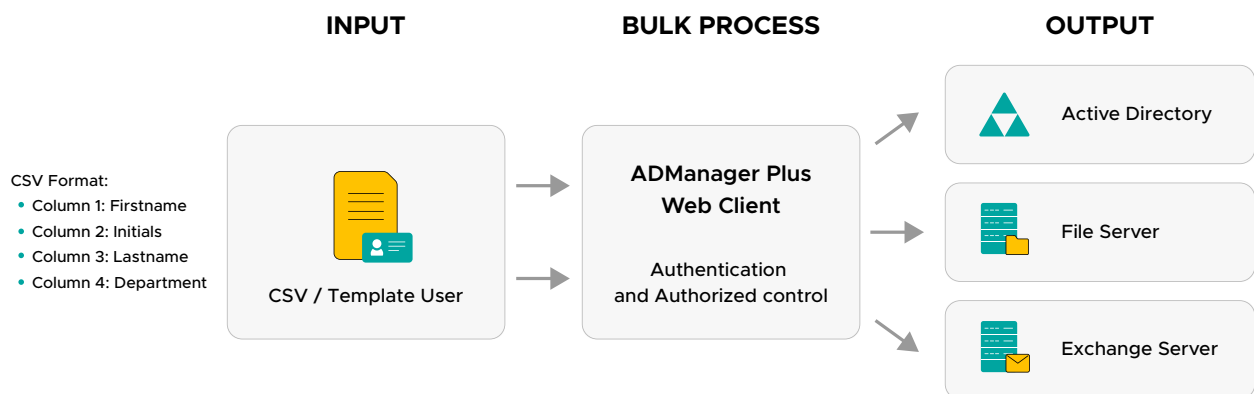 INPUT
BULK PROCESS
OUTPUT
CSV Format:
• Column 1: Firstname
• Column 2: Initials
• Column 3: Lastname
• Column 4: Department
CSV / Template User
ADManager Plus
Web Client
Authentication
and Authorized control
Active Directory
File Server
Exchange Server